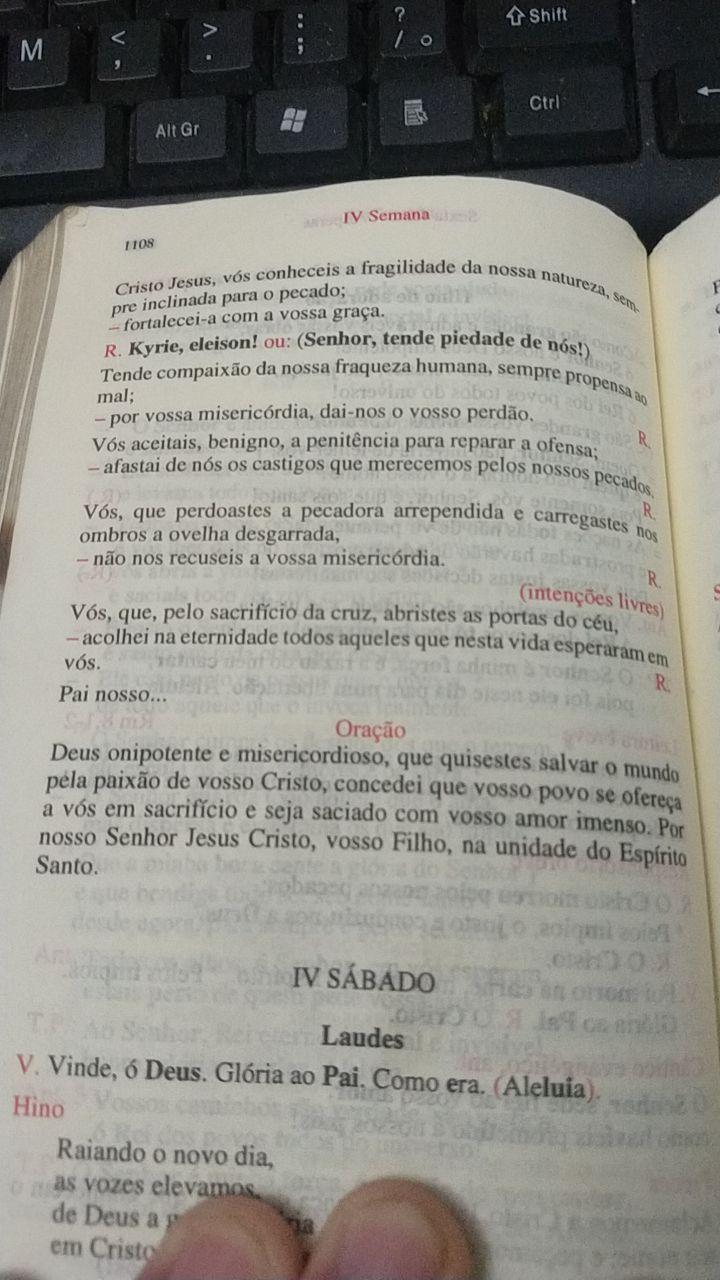 M
<
,
>
.
:
;
?
/ °
Shift
Alt Gr
Ctrl
IV Semana
1108
Cristo Jesus, vós conheceis a fragilidade da nossa natureza, sem-
pre inclinada para o pecado;
– fortalecei-a com a vossa graça.
R. Kyrie, eleison! ou: (Senhor, tende piedade de nós!)
Tende compaixão da nossa fraqueza humana, sempre propensa ao
mal;
– por vossa misericórdia, dai-nos o vosso perdão.
R.
Vós aceitais, benigno, a penitência para reparar a ofensa;
– afastai de nós os castigos que merecemos pelos nossos pecados.
R.
Vós, que perdoastes a pecadora arrependida e carregastes nos
ombros a ovelha desgarrada,
– não nos recuseis a vossa misericórdia.
R.
(intenções livres)
Vós, que, pelo sacrifício da cruz, abristes as portas do céu,
– acolhei na eternidade todos aqueles que nesta vida esperaram em
vós.
R.
Pai nosso...
Oração
Deus onipotente e misericordioso, que quisestes salvar o mundo
pela paixão de vosso Cristo, concedei que vosso povo se ofereça
a vós em sacrifício e seja saciado com vosso amor imenso. Por
nosso Senhor Jesus Cristo, vosso Filho, na unidade do Espírito
Santo.
IV SÁBADO
Laudes
V. Vinde, ó Deus. Glória ao Pai. Como era. (Aleluia).
Hino
Raiando o novo dia,
as vozes elevamos,
de Deus a
em Cristo